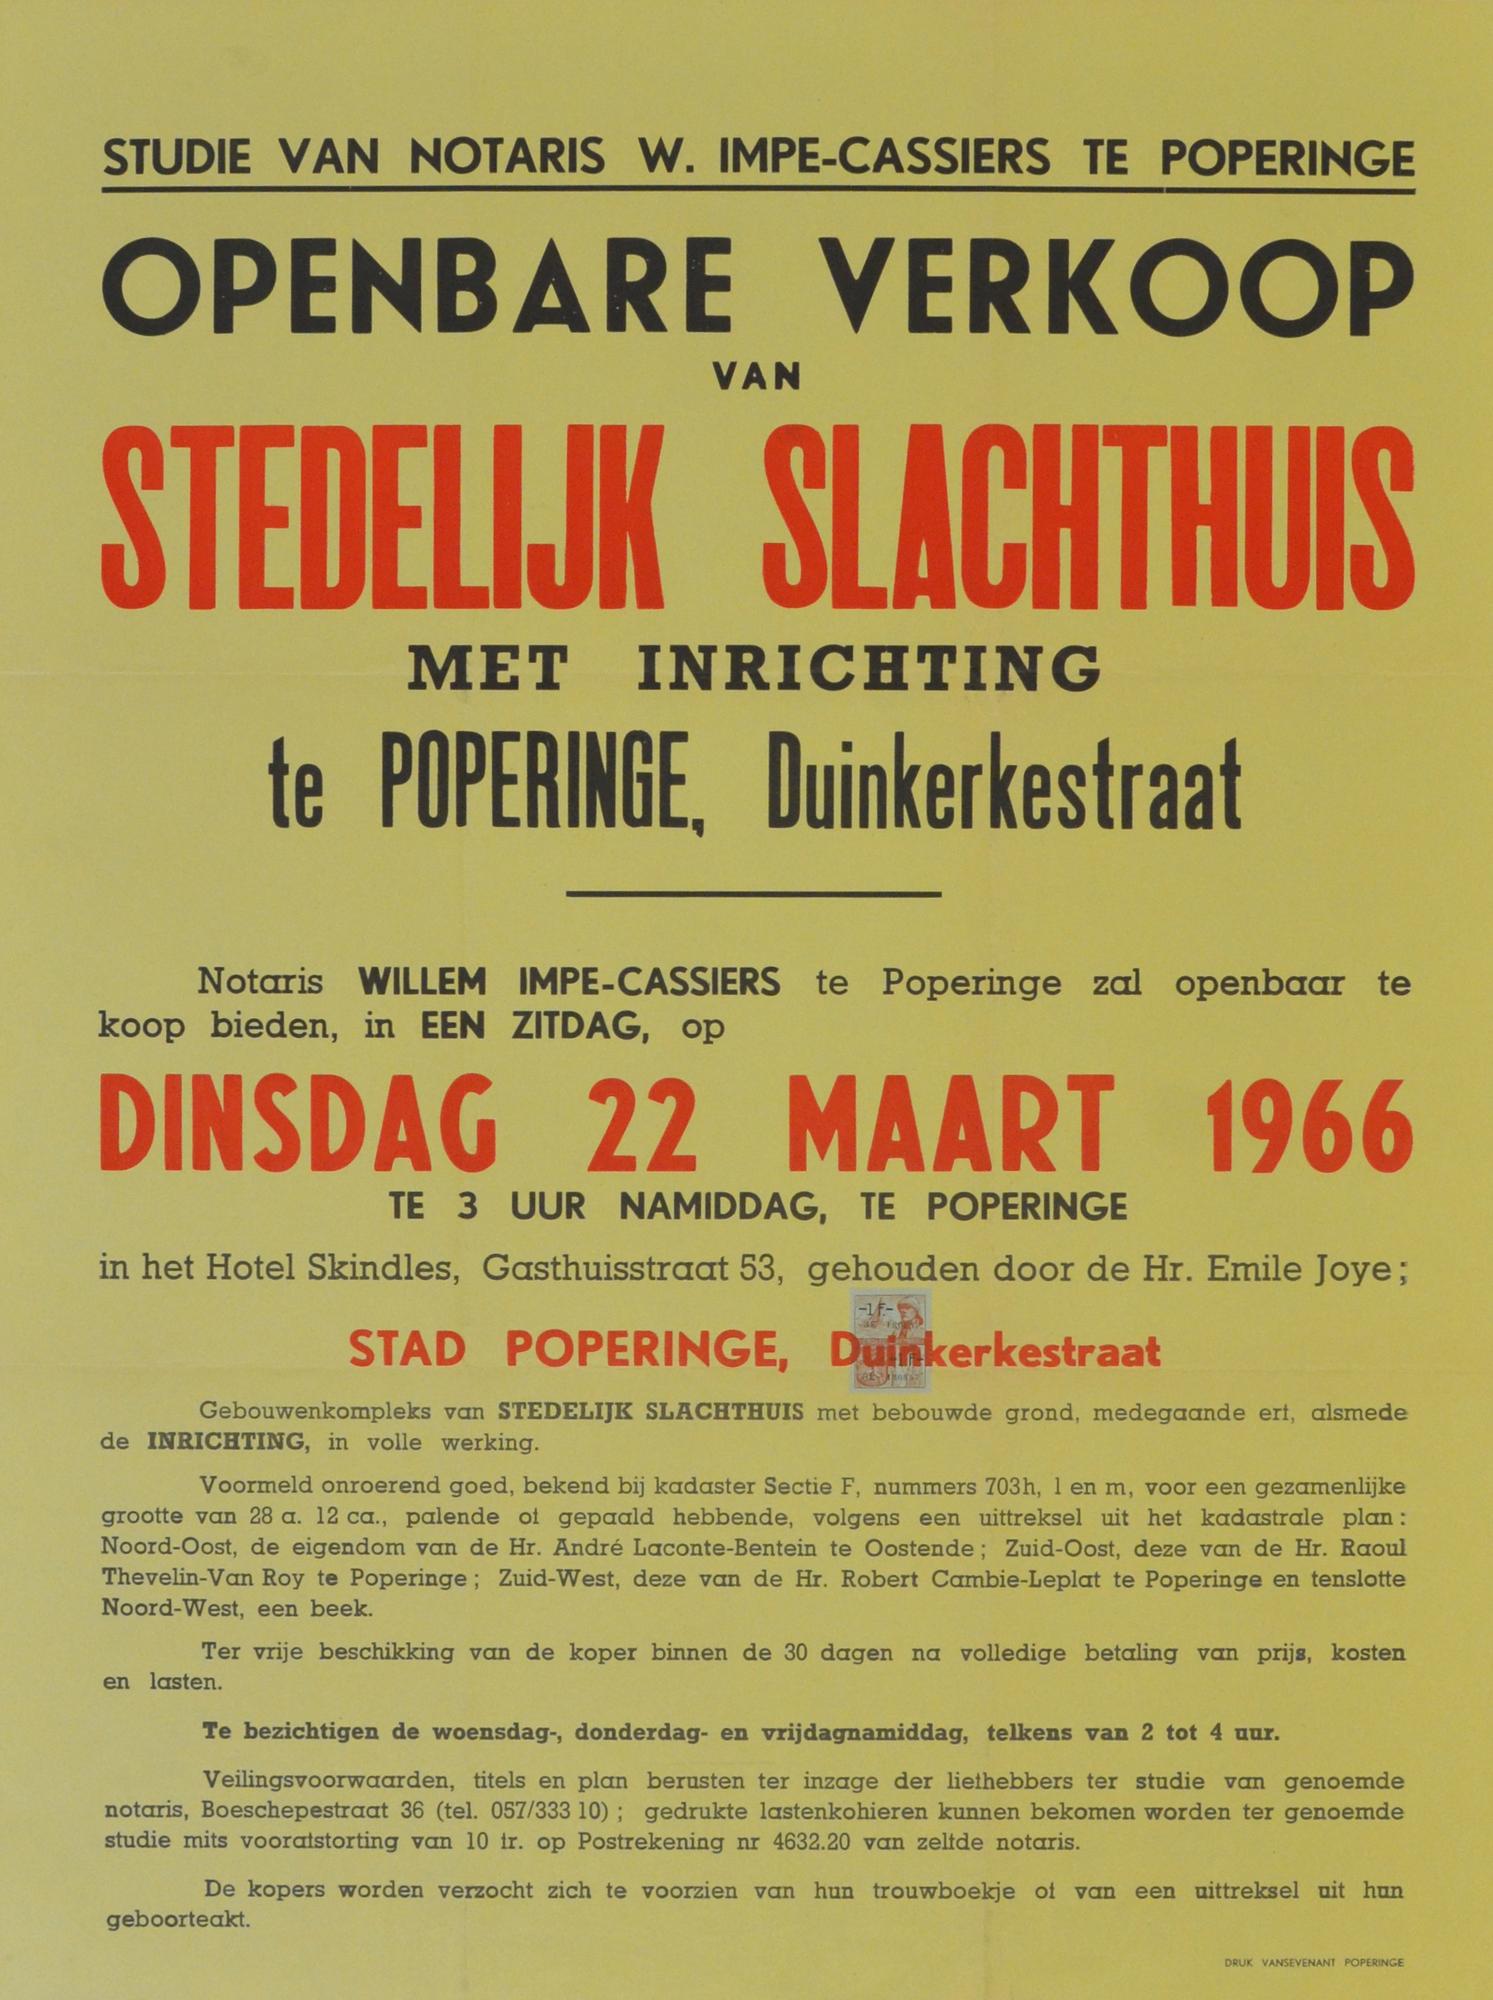 STUDIE VAN NOTARIS W. IMPE-CASSIERS TE POPERINGE
OPENBARE VERKOOP
VAN
STEDELIJK SLACHTHUIS
MET INRICHTING
te POPERINGE, Duinkerkestraat
Notaris WILLEM IMPE-CASSIERS te Poperinge zal openbaar te
koop bieden, in EEN ZITDAG, op
DINSDAG 22 MAART 1966
TE 3 UUR NAMIDDAG, TE POPERINGE
in het Hotel Skindles, Gasthuisstraat 53, gehouden door de Hr. Emile Joye;
-1 F-
STAD POPERINGE, Duinkerkestraat
Gebouwenkompleks van STEDELIJK SLACHTHUIS met bebouwde grond, medegaande erf, alsmede
de INRICHTING, in volle werking.
Voormeld onroerend goed, bekend bij kadaster Sectie F, nummers 703h, l en m, voor een gezamenlijke
grootte van 28 a. 12 ca., palende of gepaald hebbende, volgens een uittreksel uit het kadastrale plan:
Noord-Oost, de eigendom van de Hr. André Laconte-Bentein te Oostende; Zuid-Oost, deze van de Hr. Raoul
Thevelin-Van Roy te Poperinge; Zuid-West, deze van de Hr. Robert Cambie-Leplat te Poperinge en tenslotte
Noord-West, een beek.
Ter vrije beschikking van de koper binnen de 30 dagen na volledige betaling van prijs, kosten
en lasten.
Te bezichtigen de woensdag-, donderdag- en vrijdagnamiddag, telkens van 2 tot 4 uur.
Veilingsvoorwaarden, titels en plan berusten ter inzage der liefhebbers ter studie van genoemde
notaris, Boeschepestraat 36 (tel. 057/333 10); gedrukte lastenkohieren kunnen bekomen worden ter genoemde
studie mits voorafstorting van 10 fr. op Postrekening nr 4632.20 van zelfde notaris.
De kopers worden verzocht zich te voorzien van hun trouwboekje of van een uittreksel uit hun
geboorteakt.
DRUK VANSEVENANT POPERINGE